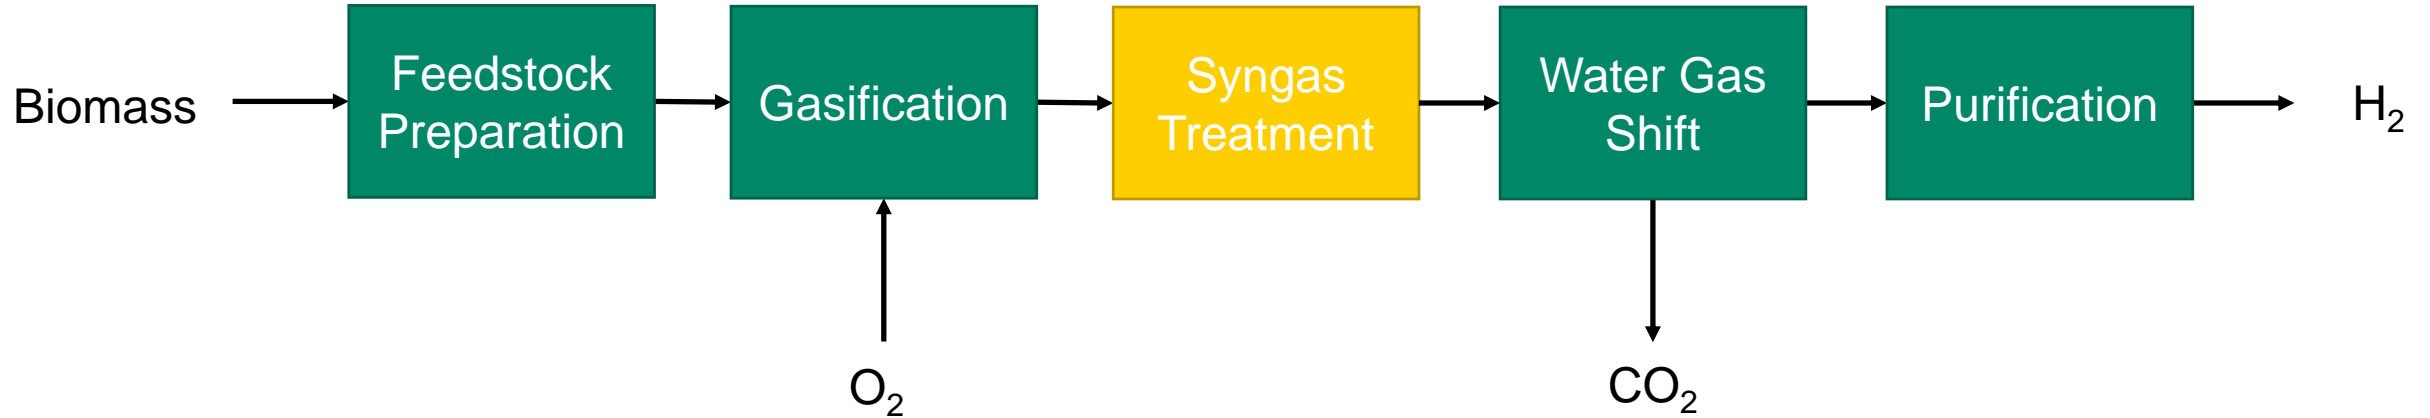 Biomass
Feedstock
Preparation
Gasification
Syngas
Treatment
Water Gas
Shift
Purification
H₂
O₂
CO₂